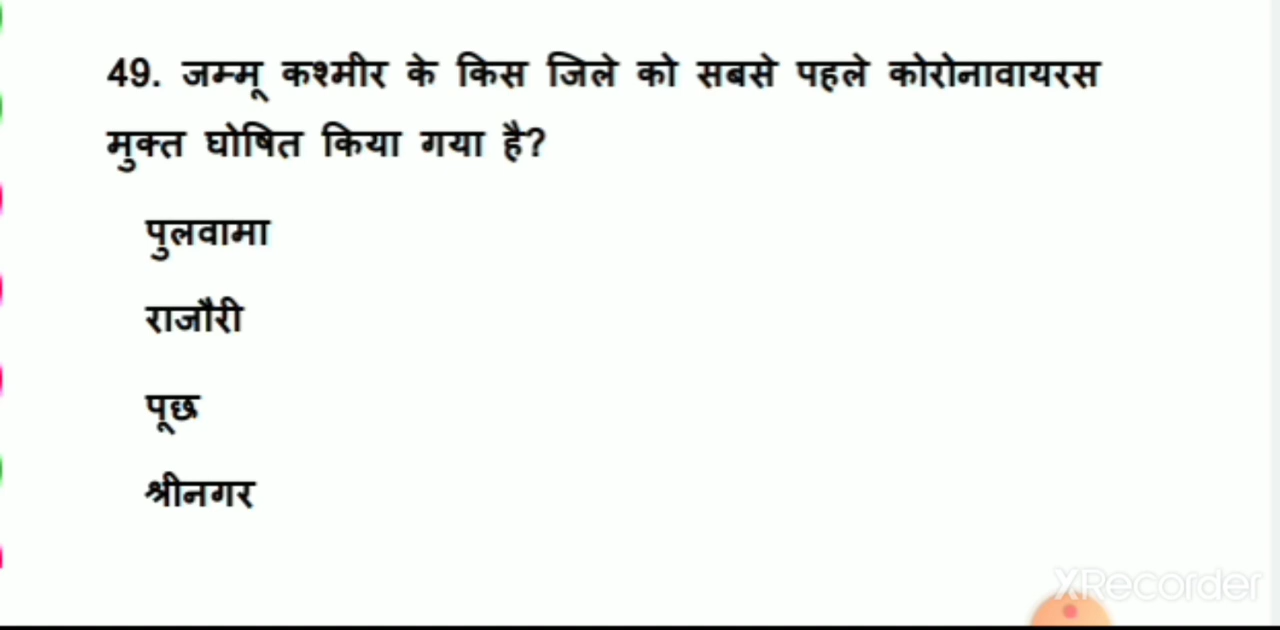 49. जम्मू कश्मीर के किस जिले को सबसे पहले कोरोनावायरस
मुक्त घोषित किया गया है?
पुलवामा
राजौरी
पूछ
श्रीनगर
XRecorder